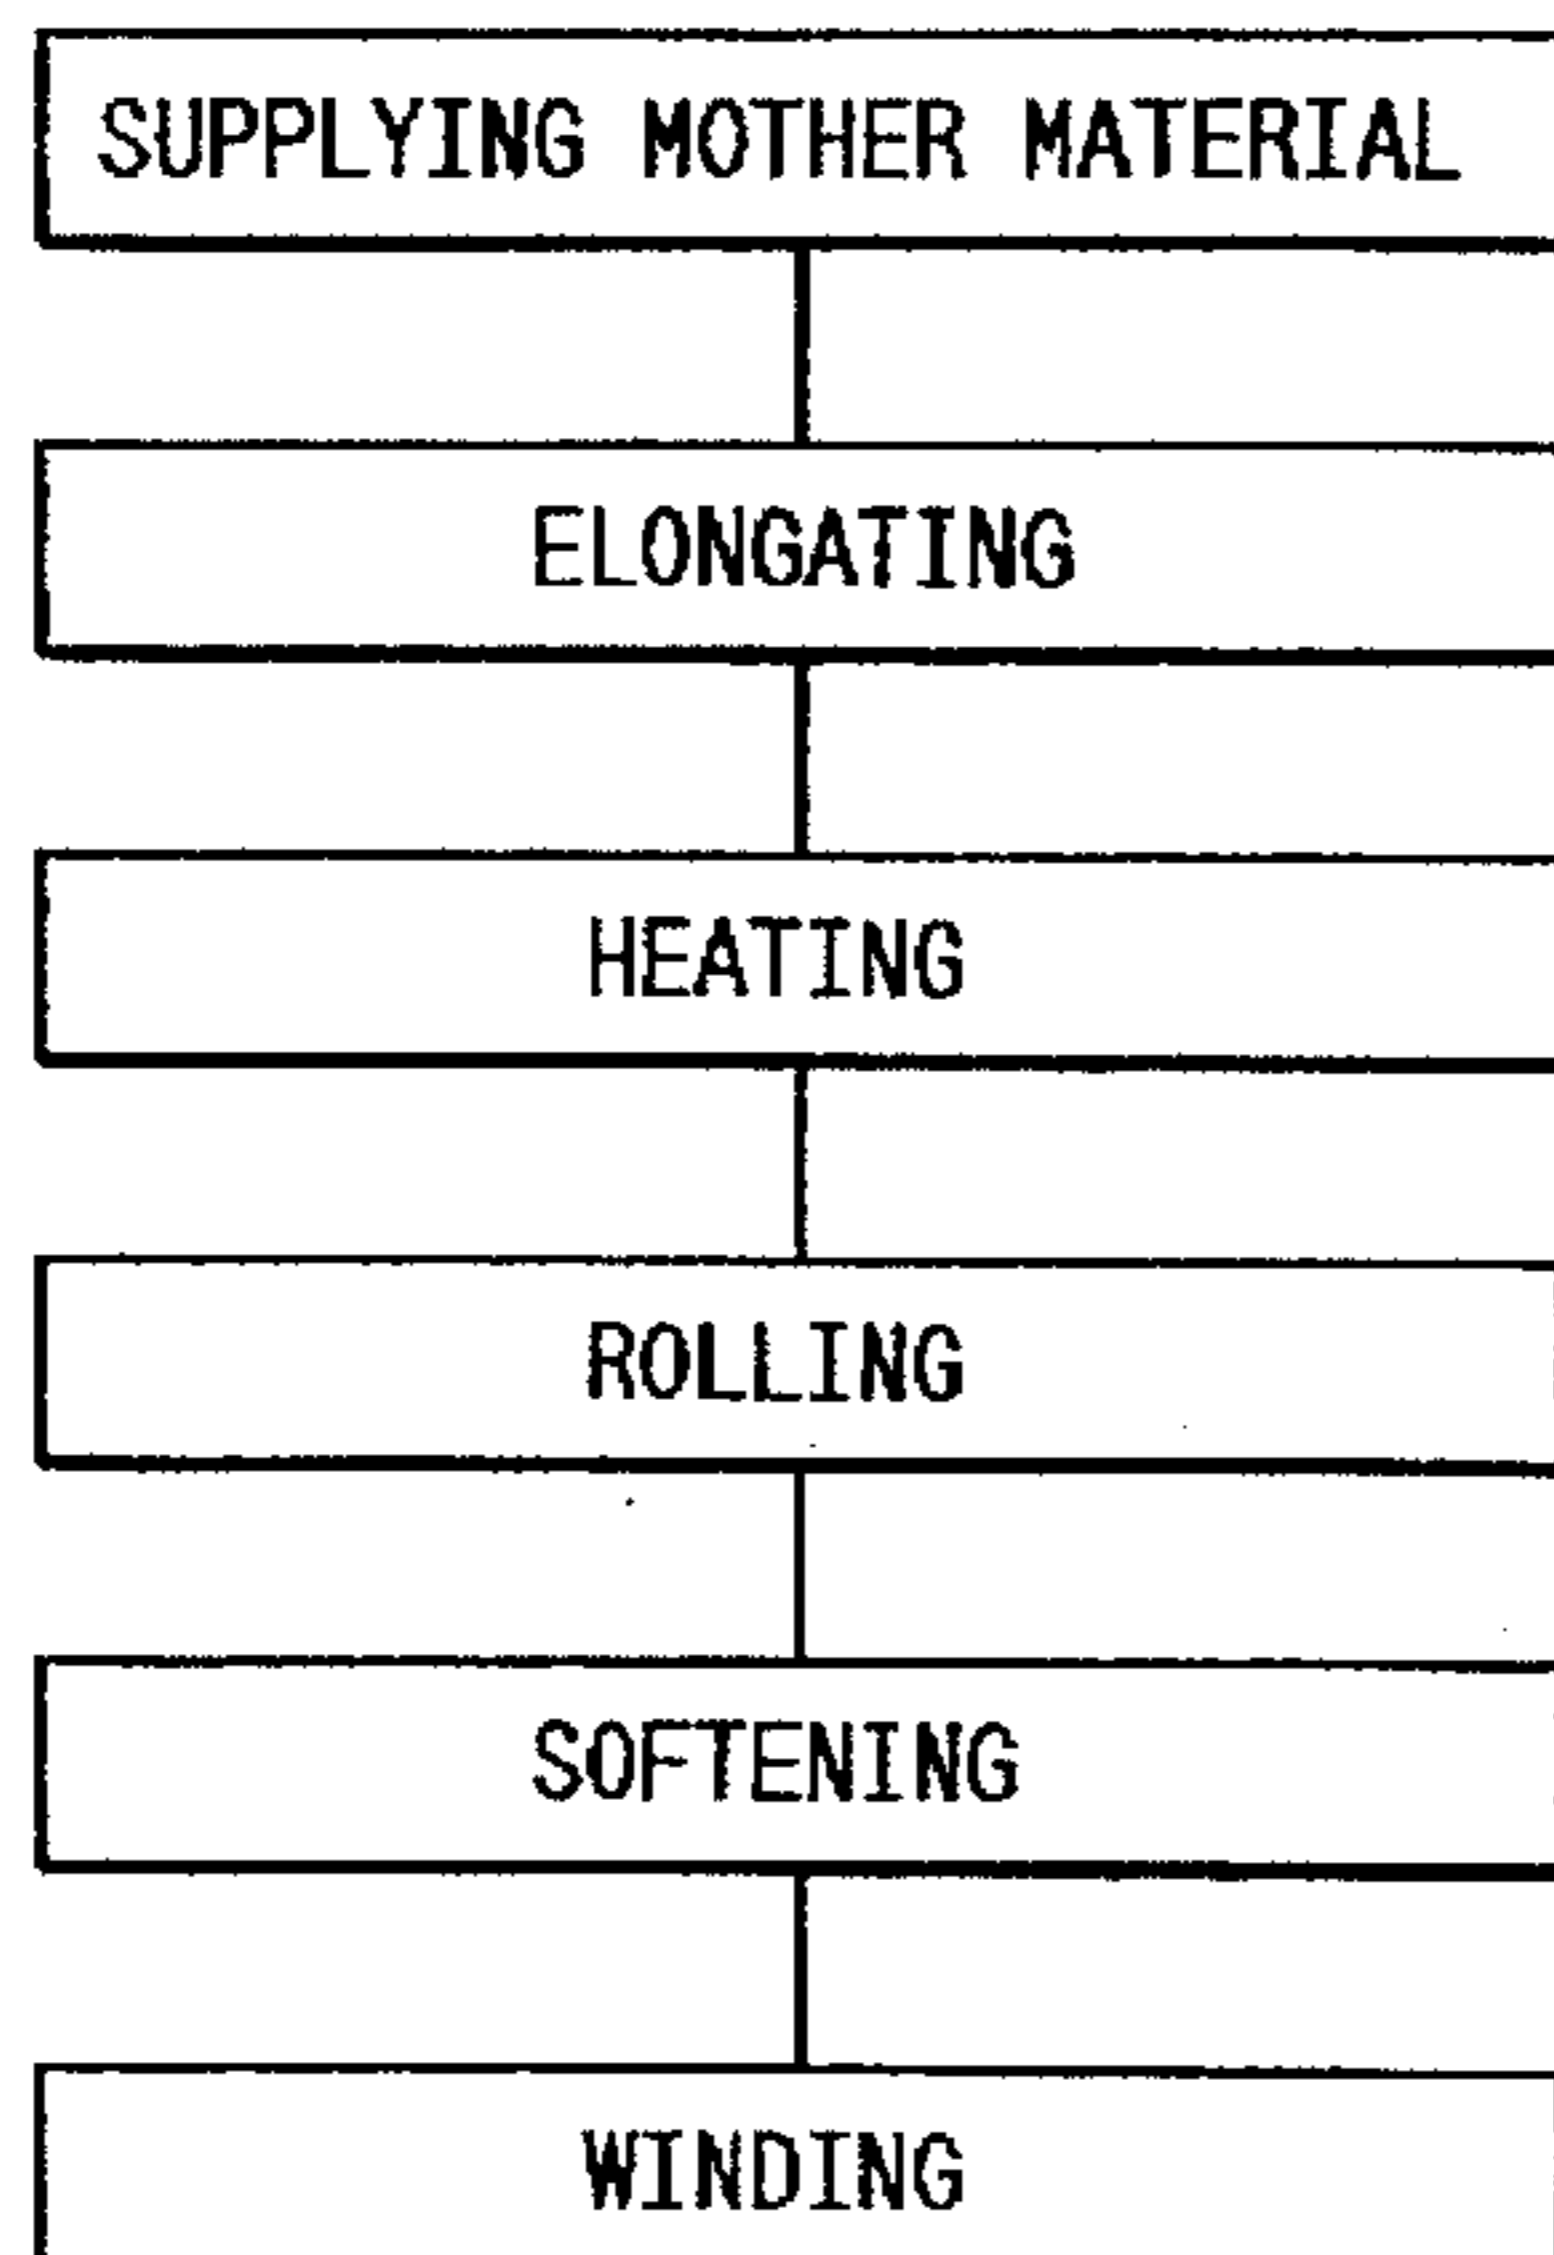 SUPPLYING MOTHER MATERIAL
ELONGATING
HEATING
ROLLING
SOFTENING
WINDING